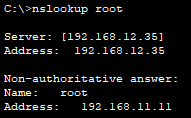 C:\>nslookup root
Server: [192.168.12.35]
Address: 192.168.12.35
Non-authoritative answer:
Name: root
Address: 192.168.11.11